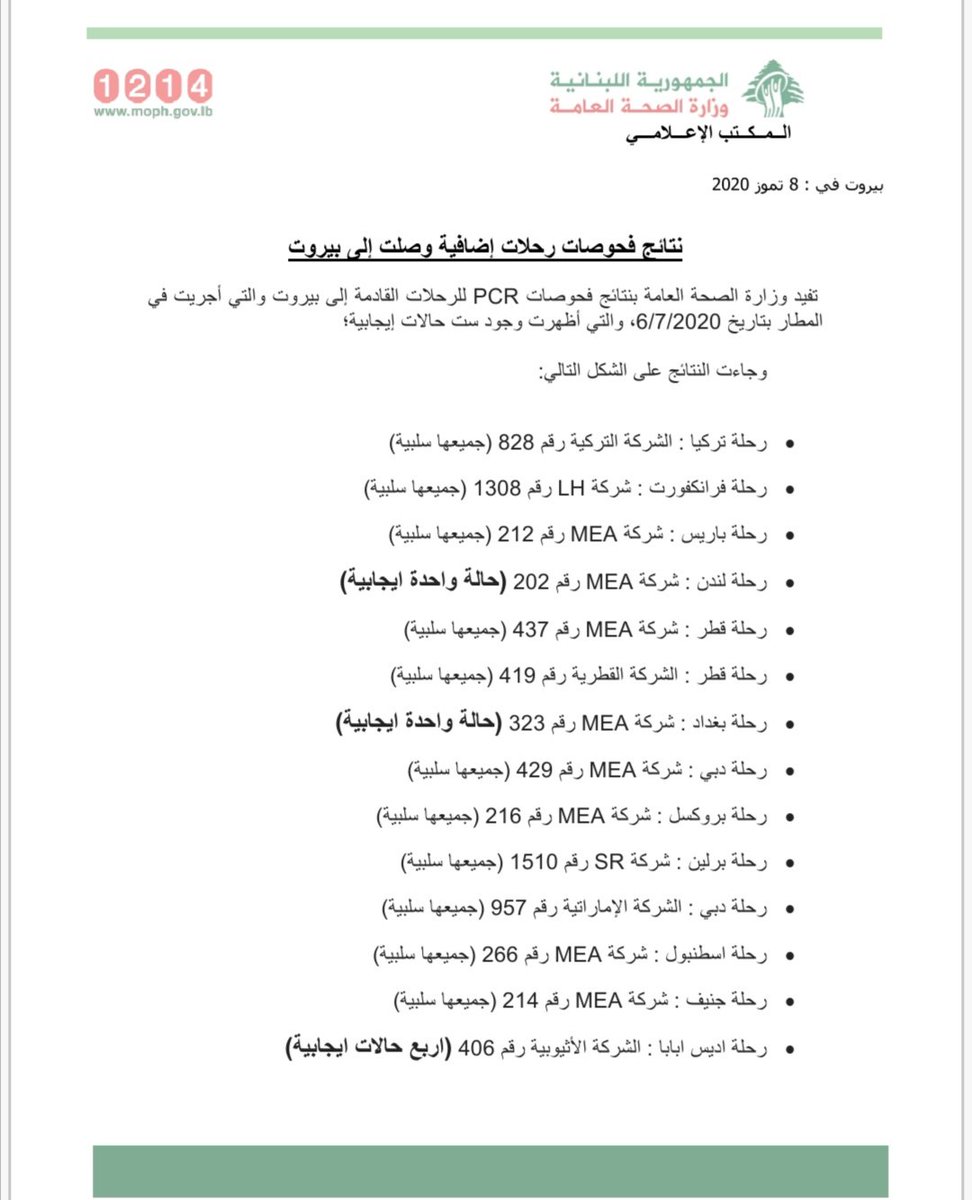 1214
www.moph.gov.lb
الجمهورية اللبنانية
وزارة الصحة العامة
المكتب الإعلامي
بيروت في : 8 تموز 2020
نتائج فحوصات رحلات إضافية وصلت إلى بيروت
تفيد وزارة الصحة العامة بنتائج فحوصات PCR للرحلات القادمة إلى بيروت والتي أجريت في
المطار بتاريخ 6/7/2020، والتي أظهرت وجود ست حالات إيجابية؛
وجاءت النتائج على الشكل التالي:
• رحلة تركيا : الشركة التركية رقم 828 (جميعها سلبية)
• رحلة فرانكفورت : شركة LH رقم 1308 (جميعها سلبية)
• رحلة باريس : شركة MEA رقم 212 (جميعها سلبية)
• رحلة لندن : شركة MEA رقم 202 (حالة واحدة ايجابية)
• رحلة قطر : شركة MEA رقم 437 (جميعها سلبية)
• رحلة قطر : الشركة القطرية رقم 419 (جميعها سلبية)
• رحلة بغداد : شركة MEA رقم 323 (حالة واحدة ايجابية)
• رحلة دبي : شركة MEA رقم 429 (جميعها سلبية)
• رحلة بروكسل : شركة MEA رقم 216 (جميعها سلبية)
• رحلة برلين : شركة SR رقم 1510 (جميعها سلبية)
• رحلة دبي : الشركة الإماراتية رقم 957 (جميعها سلبية)
• رحلة اسطنبول : شركة MEA رقم 266 (جميعها سلبية)
• رحلة جنيف : شركة MEA رقم 214 (جميعها سلبية)
• رحلة اديس ابابا : الشركة الأثيوبية رقم 406 (اربع حالات ايجابية)